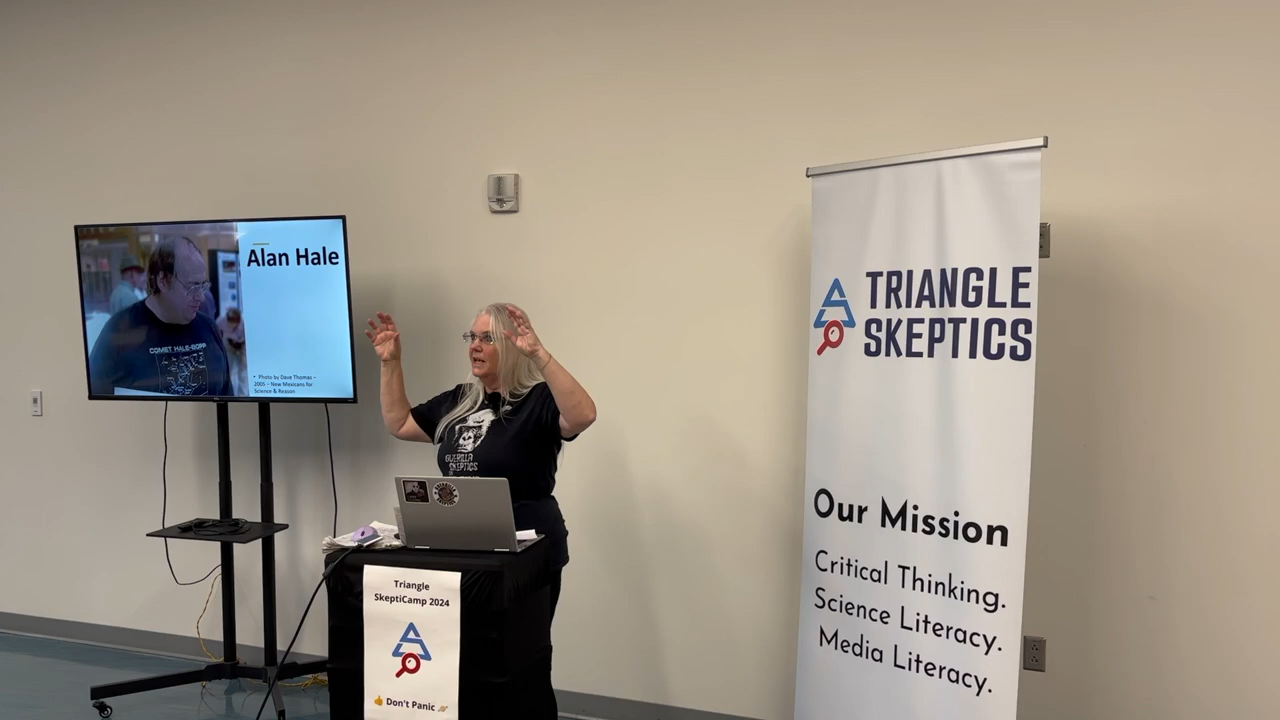 Alan Hale
COMET HALE-BOPP
• Photo by Dave Thomas –
2005 – New Mexicans for
Science & Reason
GUERILLA
SKEPTICS
TRIANGLE
SKEPTICS
Our Mission
Critical Thinking.
Science Literacy.
Media Literacy.
Triangle
SkeptiCamp 2024
👍 Don't Panic 🪐